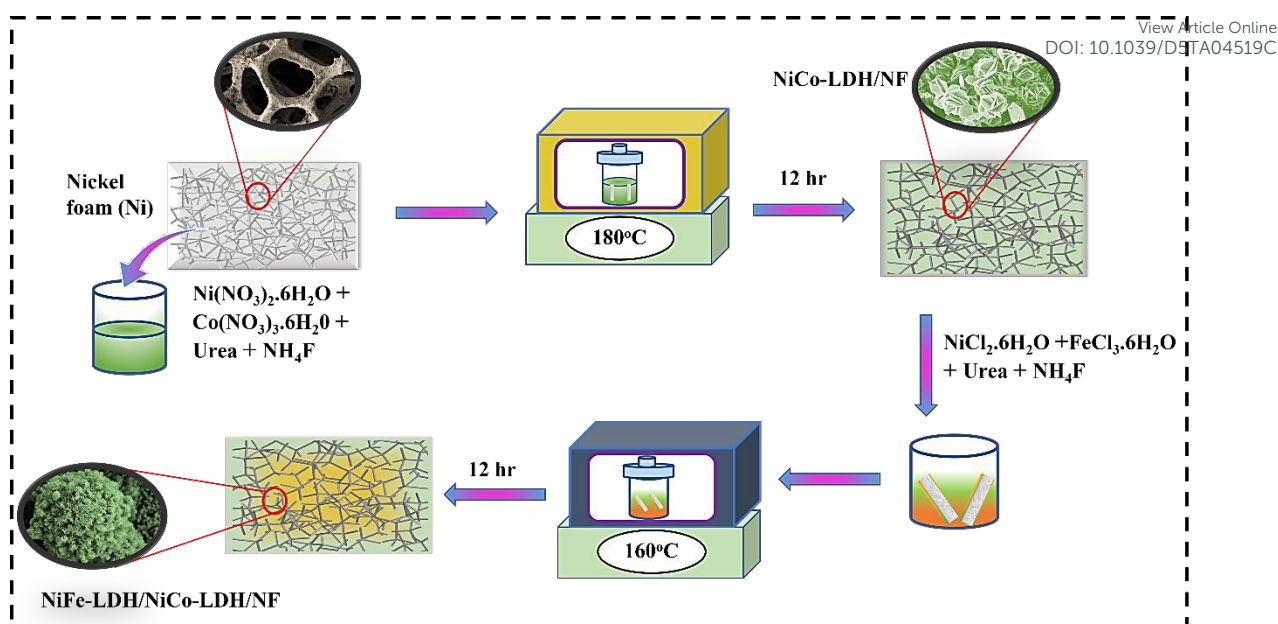 View Article Online
DOI: 10.1039/D5TA04519C
NiCo-LDH/NF
Nickel
foam (Ni)
180°C
12 hr
Ni(NO₃)₂.6H₂O +
Co(NO₃)₃.6H₂0 +
Urea + NH₄F
NiCl₂.6H₂O +FeCl₃.6H₂O
+ Urea + NH₄F
12 hr
160°C
NiFe-LDH/NiCo-LDH/NF